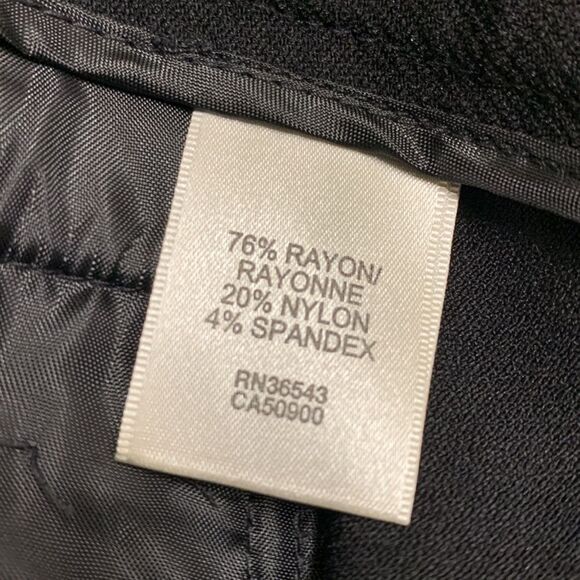 76% RAYON/
RAYONNE
20% NYLON
4% SPANDEX
RN36543
CA50900